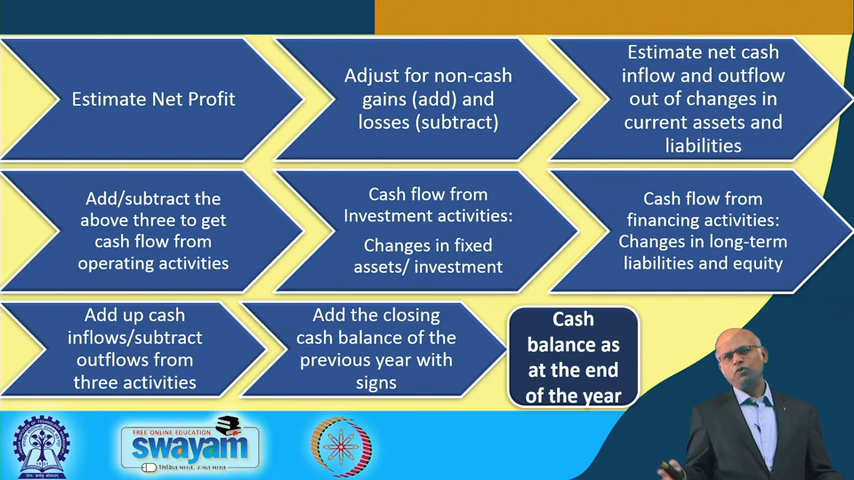 Estimate Net Profit
Adjust for non-cash
gains (add) and
losses (subtract)
Estimate net cash
inflow and outflow
out of changes in
current assets and
liabilities
Add/subtract the
above three to get
cash flow from
operating activities
Cash flow from
Investment activities:
Changes in fixed
assets/ investment
Cash flow from
financing activities:
Changes in long-term
liabilities and equity
Add up cash
inflows/subtract
outflows from
three activities
Add the closing
cash balance of the
previous year with
signs
Cash
balance as
at the end
of the year
FREE ONLINE EDUCATION
swayam